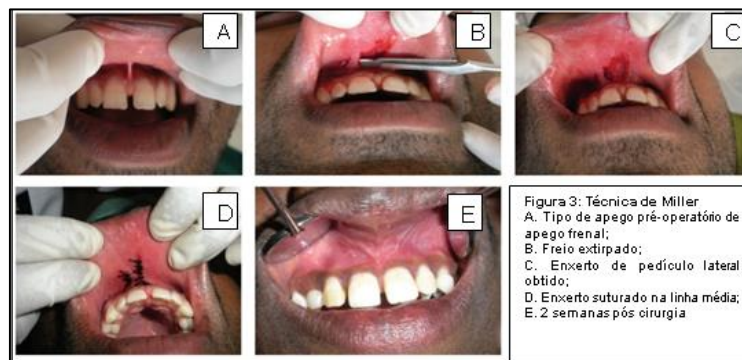 A
B
C
D
E
Figura 3: Técnica de Miller
A. Tipo de apego pré-operatório de
apego frenal;
B. Freio extirpado;
C. Enxerto de pedículo lateral
obtido;
D. Enxerto suturado na linha média;
E. 2 semanas pós cirurgia